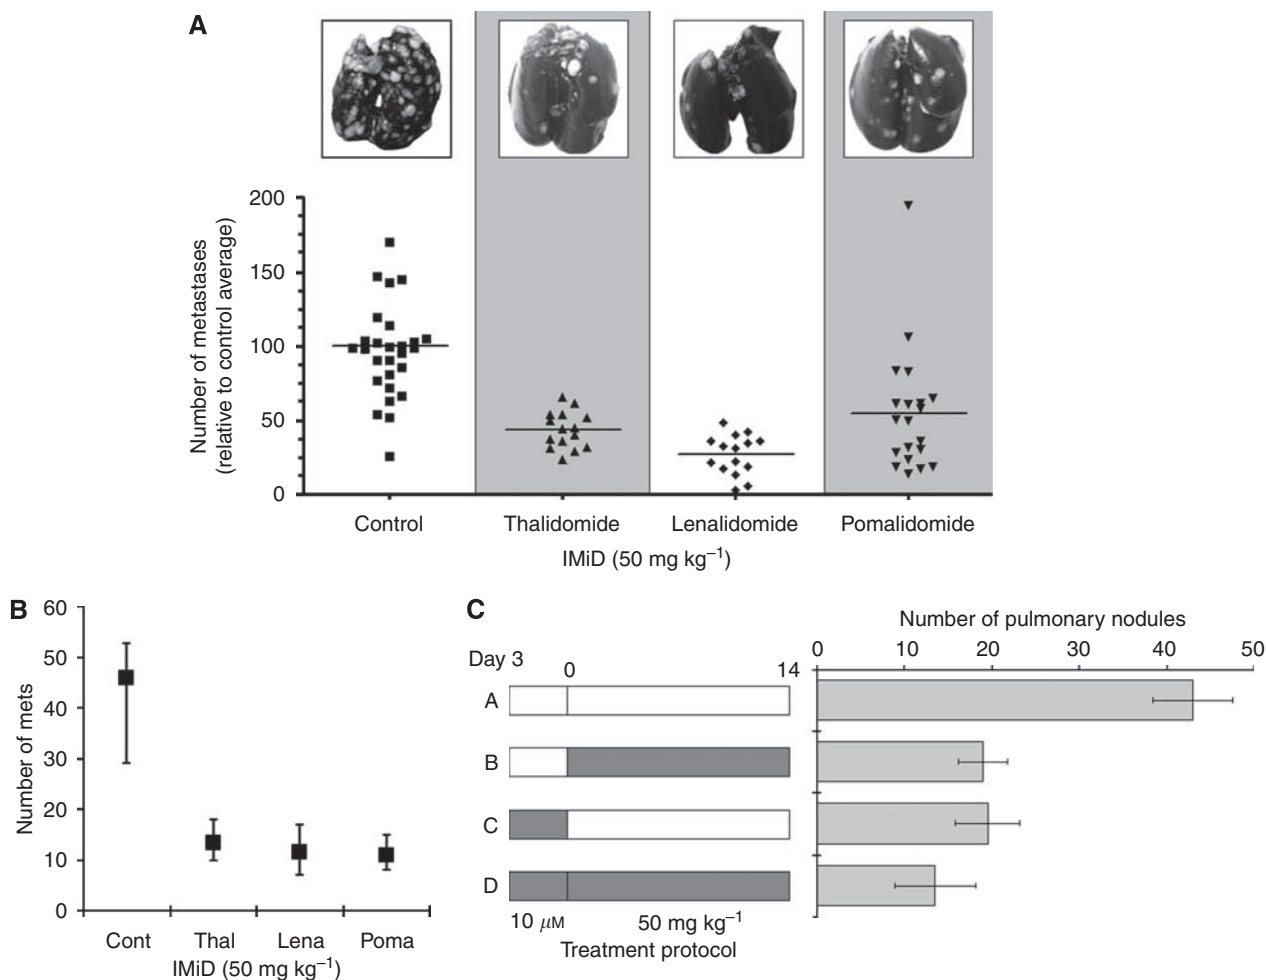 A
200
150
100
50
0
Number of metastases
(relative to control average)
Control Thalidomide Lenalidomide Pomalidomide
IMiD (50 mg kg–1)
B
60
50
40
30
20
10
0
Number of mets
Cont Thal Lena Poma
IMiD (50 mg kg–1)
C
Number of pulmonary nodules
0 10 20 30 40 50
Day 3 0 14
A
B
C
D
10 μM 50 mg kg–1
Treatment protocol